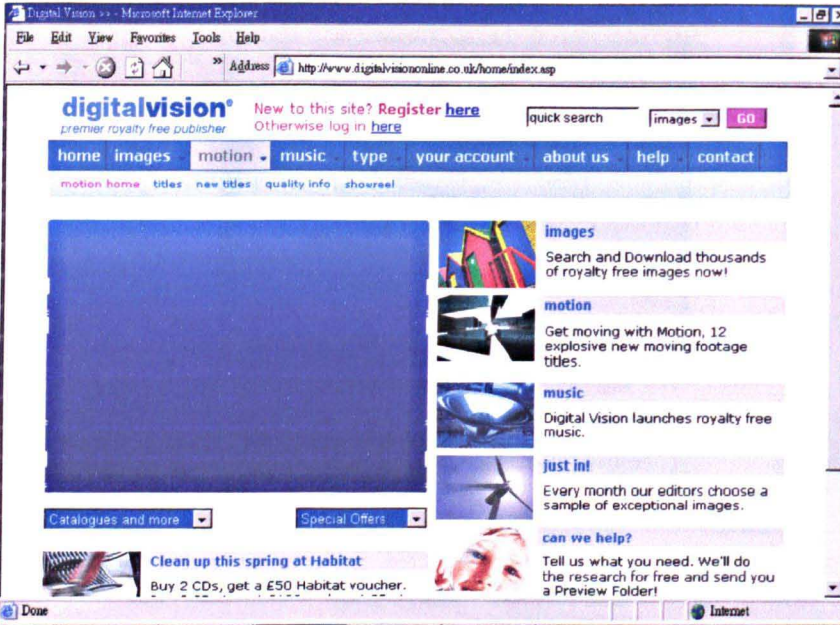 Digital Vision >> - Microsoft Internet Explorer
File Edit View Favorites Tools Help
» Address http://www.digitalvisiononline.co.uk/home/index.asp
digitalvision®
premier royalty free publisher
New to this site? Register here
Otherwise log in here
quick search images GO
home images motion music type your account about us help contact
motion home titles new titles quality info showreel
images
Search and Download thousands
of royalty free images now!
motion
Get moving with Motion, 12
explosive new moving footage
titles.
music
Digital Vision launches royalty free
music.
just in!
Every month our editors choose a
sample of exceptional images.
Catalogues and more Special Offers
can we help?
Tell us what you need. We'll do
the research for free and send you
a Preview Folder!
Clean up this spring at Habitat
Buy 2 CDs, get a £50 Habitat voucher.
Done Internet